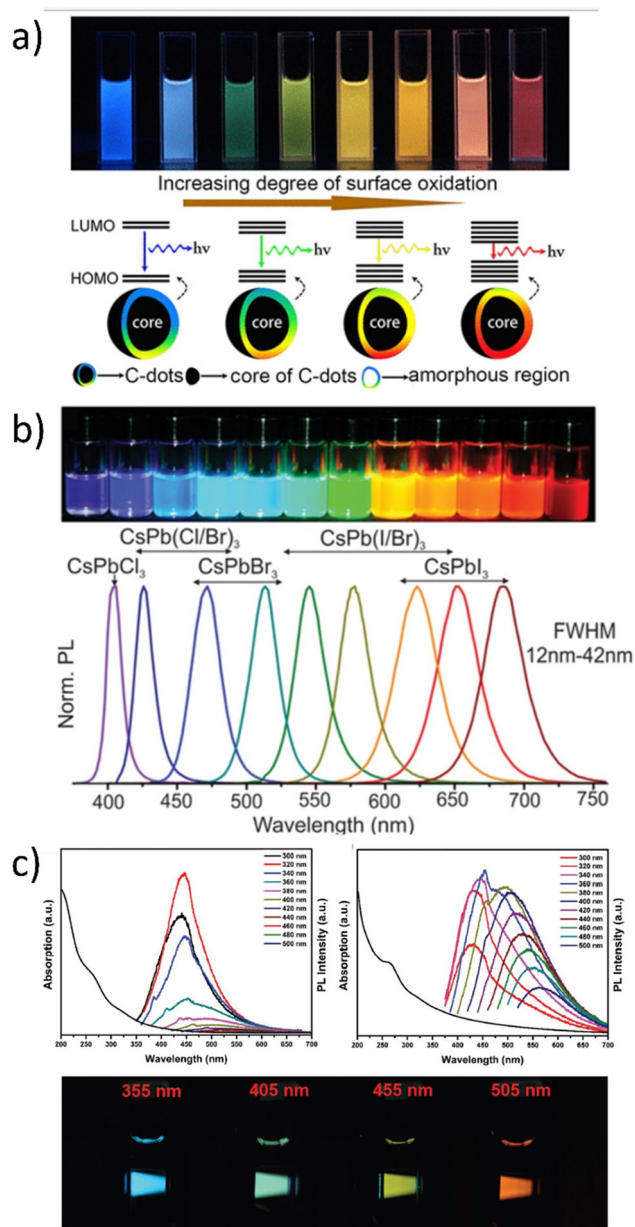 a)
Increasing degree of surface oxidation
LUMO
hν hν hν hν
HOMO
core core core core
C-dots core of C-dots amorphous region
b)
CsPb(Cl/Br)3 CsPb(I/Br)3
CsPbCl3 CsPbBr3 CsPbI3
FWHM
12nm-42nm
Norm. PL
400 450 500 550 600 650 700 750
Wavelength (nm)
c)
Absorption (a.u.)
300 nm
320 nm
340 nm
360 nm
380 nm
400 nm
420 nm
440 nm
460 nm
480 nm
500 nm
PL Intensity (a.u.)
200 250 300 350 400 450 500 550 600 650 700
Wavelength (nm)
Absorption (a.u.)
300 nm
320 nm
340 nm
360 nm
380 nm
400 nm
420 nm
440 nm
460 nm
480 nm
500 nm
PL Intensity (a.u.)
200 250 300 350 400 450 500 550 600 650 700
Wavelength (nm)
355 nm 405 nm 455 nm 505 nm